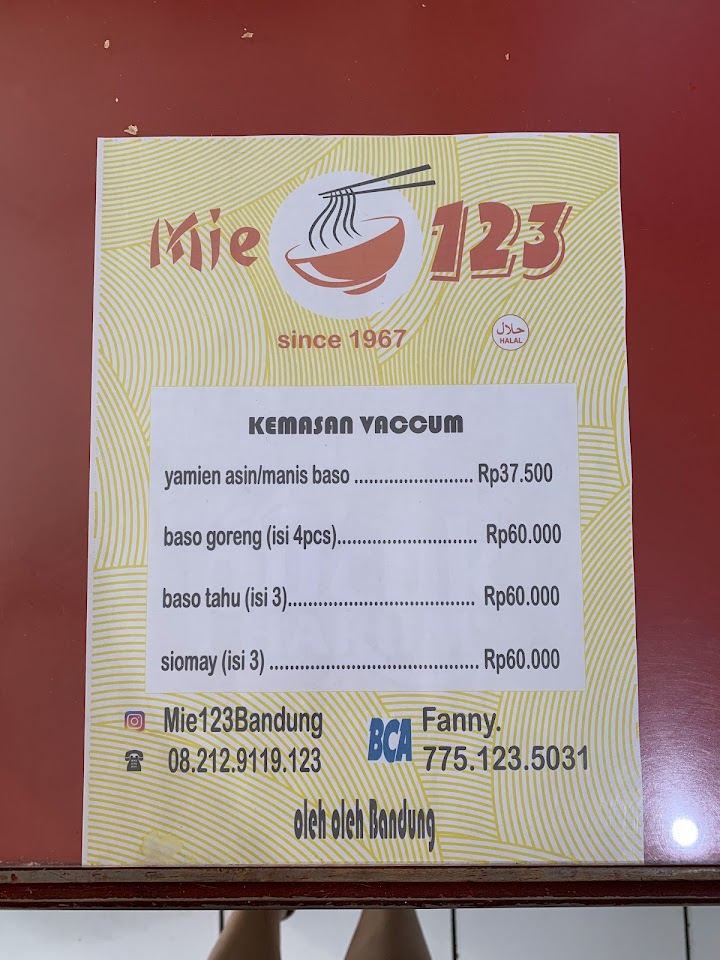 Mie 123
since 1967
حلال
HALAL
KEMASAN VACCUM
yamien asin/manis baso ........................ Rp37.500
baso goreng (isi 4pcs)............................ Rp60.000
baso tahu (isi 3)..................................... Rp60.000
siomay (isi 3) .......................................... Rp60.000
Mie123Bandung
08.212.9119.123
BCA
Fanny.
775.123.5031
oleh oleh Bandung